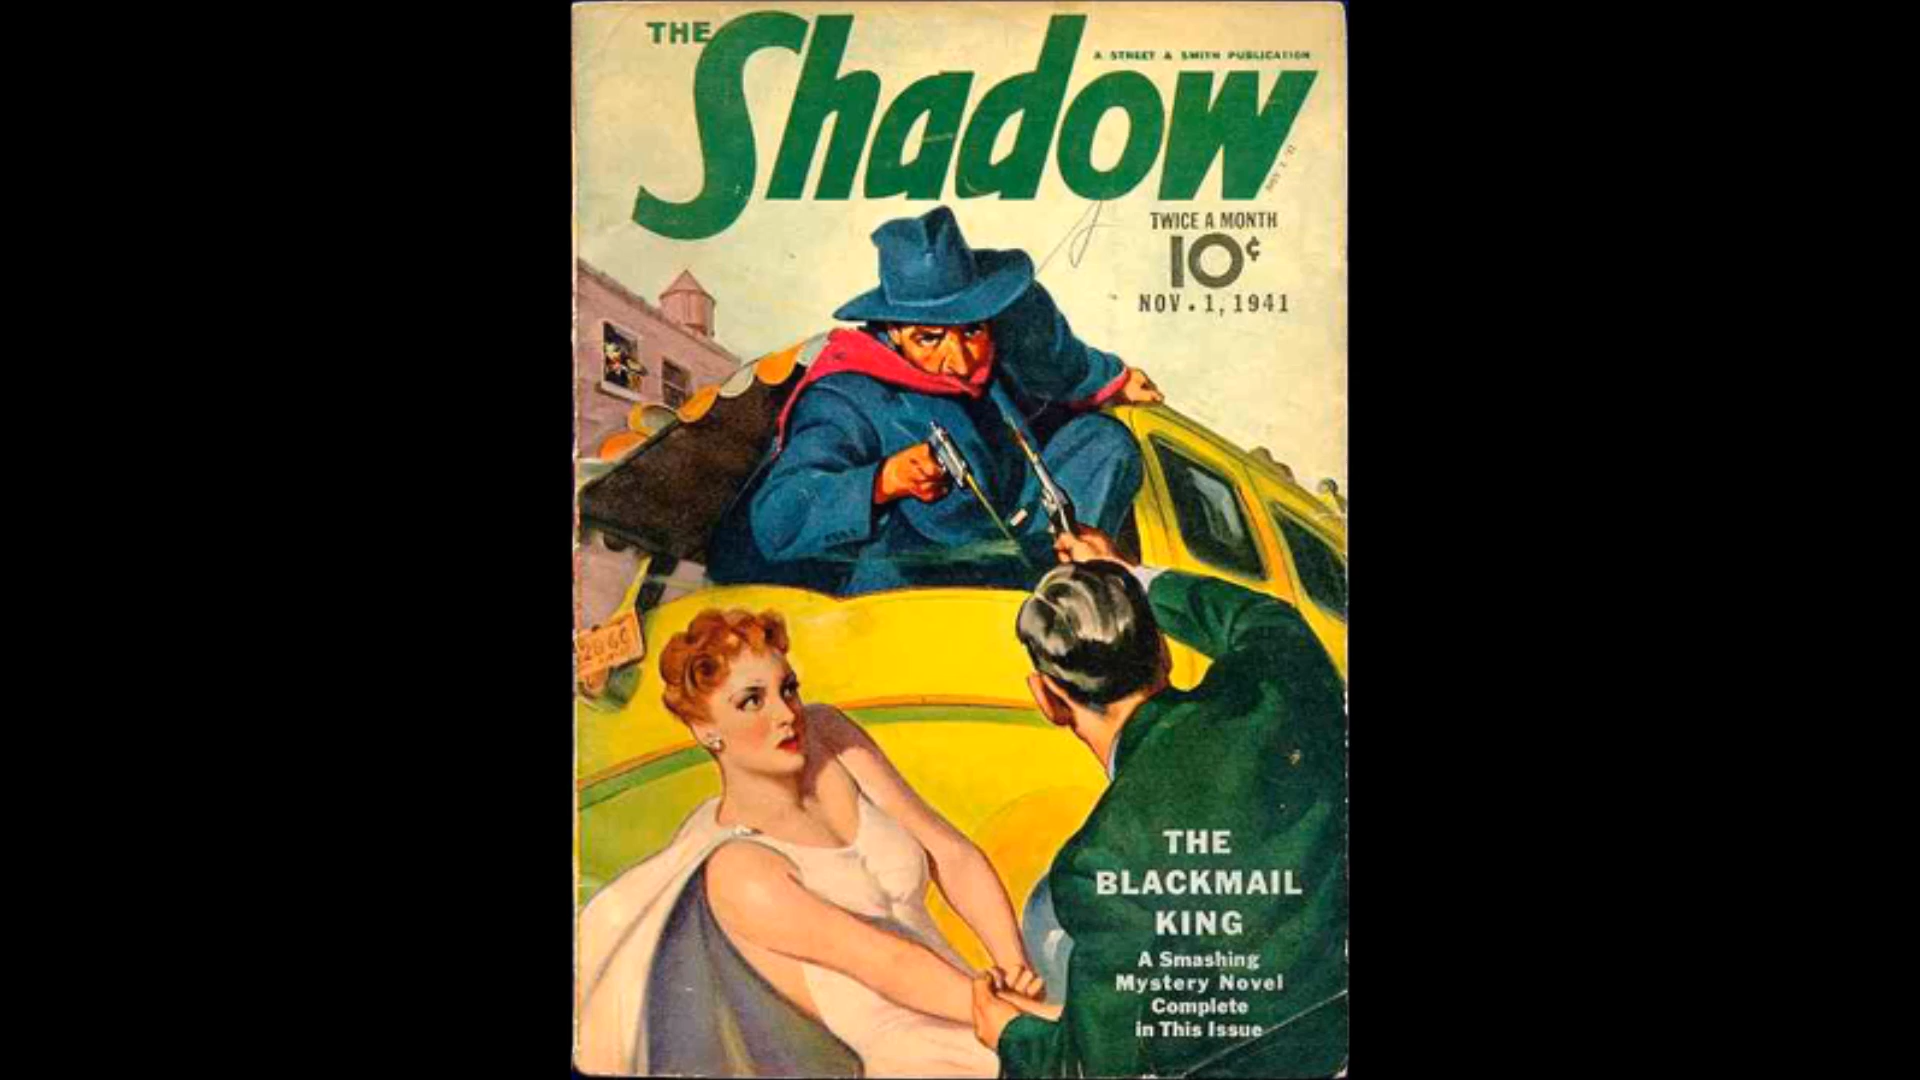 THE
Shadow
A STREET & SMITH PUBLICATION
TWICE A MONTH
10¢
NOV. 1, 1941
THE
BLACKMAIL
KING
A Smashing
Mystery Novel
Complete
in This Issue